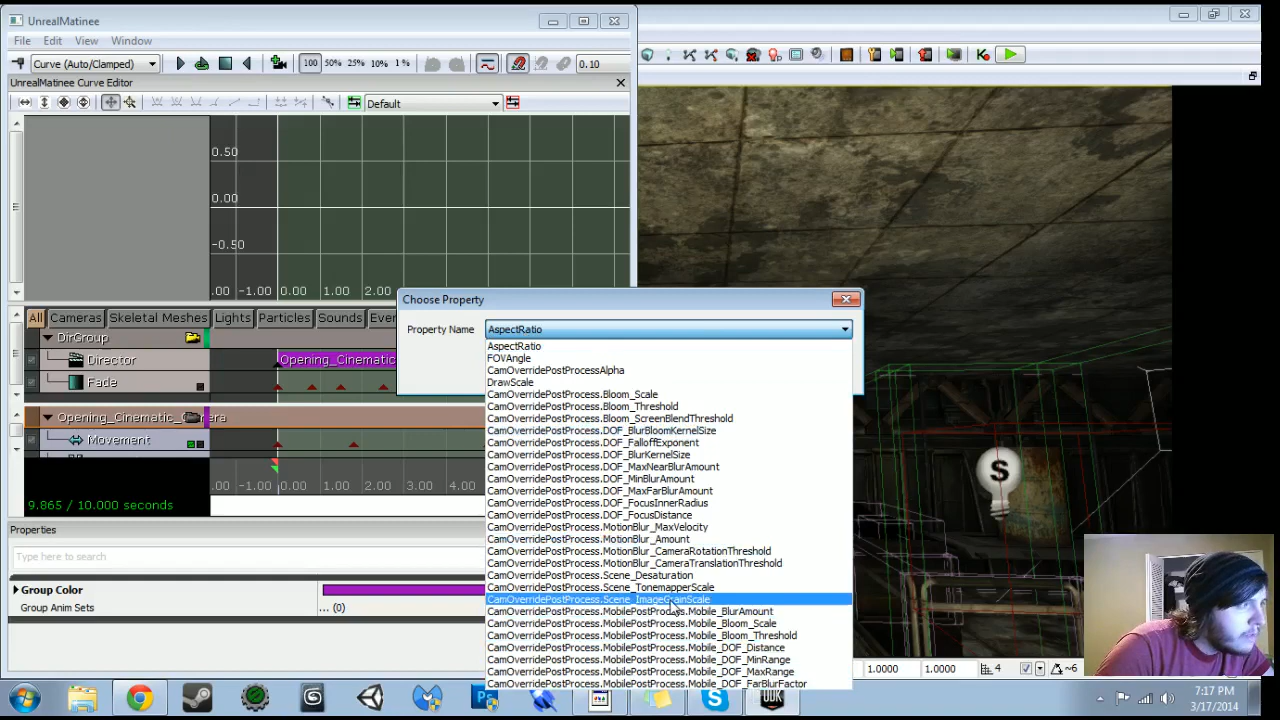 UnrealMatinee
File Edit View Window
Curve (Auto/Clamped) 100 50% 25% 10% 1 % 0.10
UnrealMatinee Curve Editor
Default
0.50
0.00
-0.50
.00 -1.00 0.00 1.00 2.00
Choose Property
Property Name AspectRatio
AspectRatio
FOVAngle
CamOverridePostProcessAlpha
DrawScale
CamOverridePostProcess.Bloom_Scale
CamOverridePostProcess.Bloom_Threshold
CamOverridePostProcess.Bloom_ScreenBlendThreshold
CamOverridePostProcess.DOF_BlurBloomKernelSize
CamOverridePostProcess.DOF_FalloffExponent
CamOverridePostProcess.DOF_BlurKernelSize
CamOverridePostProcess.DOF_MaxNearBlurAmount
CamOverridePostProcess.DOF_MinBlurAmount
CamOverridePostProcess.DOF_MaxFarBlurAmount
CamOverridePostProcess.DOF_FocusInnerRadius
CamOverridePostProcess.DOF_FocusDistance
CamOverridePostProcess.MotionBlur_MaxVelocity
CamOverridePostProcess.MotionBlur_Amount
CamOverridePostProcess.MotionBlur_CameraRotationThreshold
CamOverridePostProcess.MotionBlur_CameraTranslationThreshold
CamOverridePostProcess.Scene_Desaturation
CamOverridePostProcess.Scene_TonemapperScale
CamOverridePostProcess.Scene_ImageGrainScale
CamOverridePostProcess.MobilePostProcess.Mobile_BlurAmount
CamOverridePostProcess.MobilePostProcess.Mobile_Bloom_Scale
CamOverridePostProcess.MobilePostProcess.Mobile_Bloom_Threshold
CamOverridePostProcess.MobilePostProcess.Mobile_DOF_Distance
CamOverridePostProcess.MobilePostProcess.Mobile_DOF_MinRange
CamOverridePostProcess.MobilePostProcess.Mobile_DOF_MaxRange
CamOverridePostProcess.MobilePostProcess.Mobile_DOF_FarBlurFactor
All Cameras Skeletal Meshes Lights Particles Sounds Ever
DirGroup
Director Opening_Cinematic
Fade
Opening_Cinematic_Camera
Movement
.00 -1.00 0.00 1.00 2.00 3.00 4.00
9.865 / 10.000 seconds
Properties
Type here to search
Group Color
Group Anim Sets ... (0)
S
1.0000 1.0000 4 ~6
Ps S UDK
7:17 PM
3/17/2014